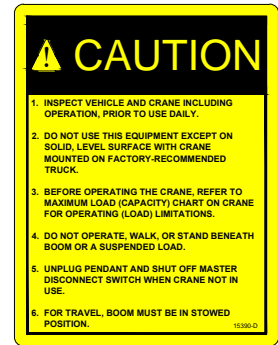 CAUTION
1. INSPECT VEHICLE AND CRANE INCLUDING
OPERATION, PRIOR TO USE DAILY.
2. DO NOT USE THIS EQUIPMENT EXCEPT ON
SOLID, LEVEL SURFACE WITH CRANE
MOUNTED ON FACTORY-RECOMMENDED
TRUCK.
3. BEFORE OPERATING THE CRANE, REFER TO
MAXIMUM LOAD (CAPACITY) CHART ON CRANE
FOR OPERATING (LOAD) LIMITATIONS.
4. DO NOT OPERATE, WALK, OR STAND BENEATH
BOOM OR A SUSPENDED LOAD.
5. UNPLUG PENDANT AND SHUT OFF MASTER
DISCONNECT SWITCH WHEN CRANE NOT IN
USE.
6. FOR TRAVEL, BOOM MUST BE IN STOWED
POSITION.
15390-D